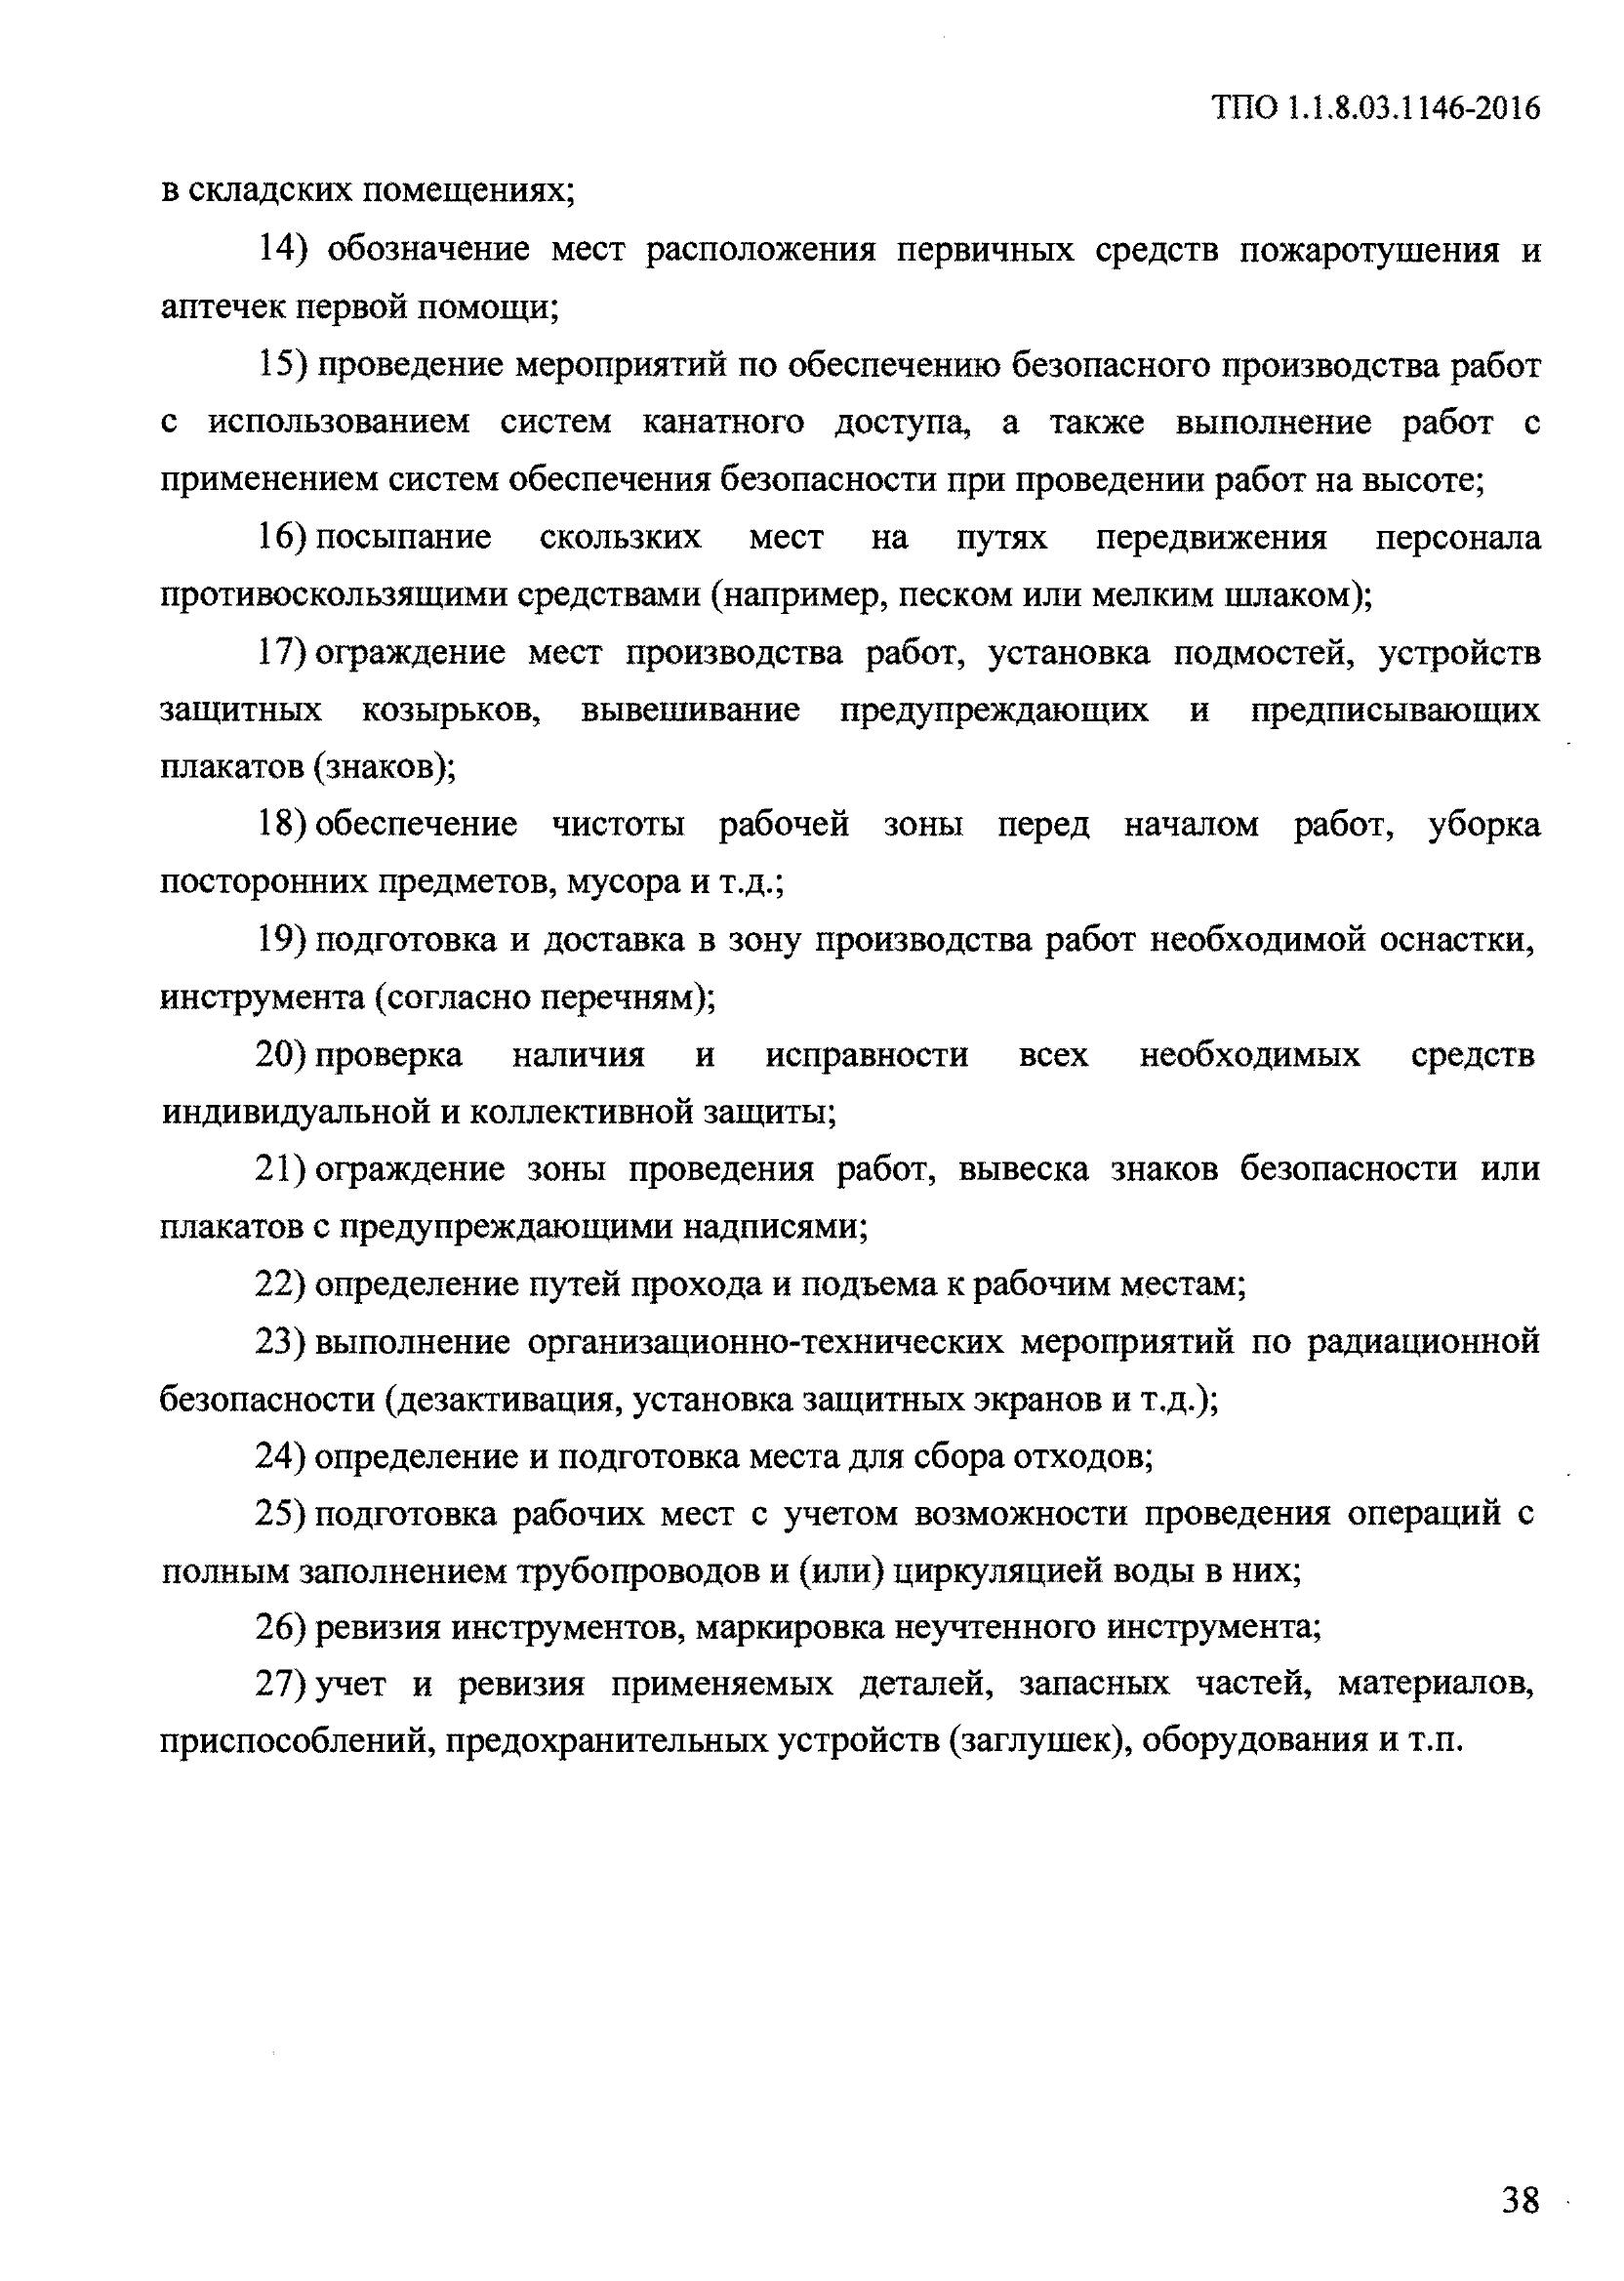 ТПО 1.1.8.03.1146-2016
в складских помещениях;
14) обозначение мест расположения первичных средств пожаротушения и
аптечек первой помощи;
15) проведение мероприятий по обеспечению безопасного производства работ
с использованием систем канатного доступа, а также выполнение работ с
применением систем обеспечения безопасности при проведении работ на высоте;
16) посыпание скользких мест на путях передвижения персонала
противоскользящими средствами (например, песком или мелким шлаком);
17) ограждение мест производства работ, установка подмостей, устройств
защитных козырьков, вывешивание предупреждающих и предписывающих
плакатов (знаков);
18) обеспечение чистоты рабочей зоны перед началом работ, уборка
посторонних предметов, мусора и т.д.;
19) подготовка и доставка в зону производства работ необходимой оснастки,
инструмента (согласно перечням);
20) проверка наличия и исправности всех необходимых средств
индивидуальной и коллективной защиты;
21) ограждение зоны проведения работ, вывеска знаков безопасности или
плакатов с предупреждающими надписями;
22) определение путей прохода и подъема к рабочим местам;
23) выполнение организационно-технических мероприятий по радиационной
безопасности (дезактивация, установка защитных экранов и т.д.);
24) определение и подготовка места для сбора отходов;
25) подготовка рабочих мест с учетом возможности проведения операций с
полным заполнением трубопроводов и (или) циркуляцией воды в них;
26) ревизия инструментов, маркировка неучтенного инструмента;
27) учет и ревизия применяемых деталей, запасных частей, материалов,
приспособлений, предохранительных устройств (заглушек), оборудования и т.п.
38